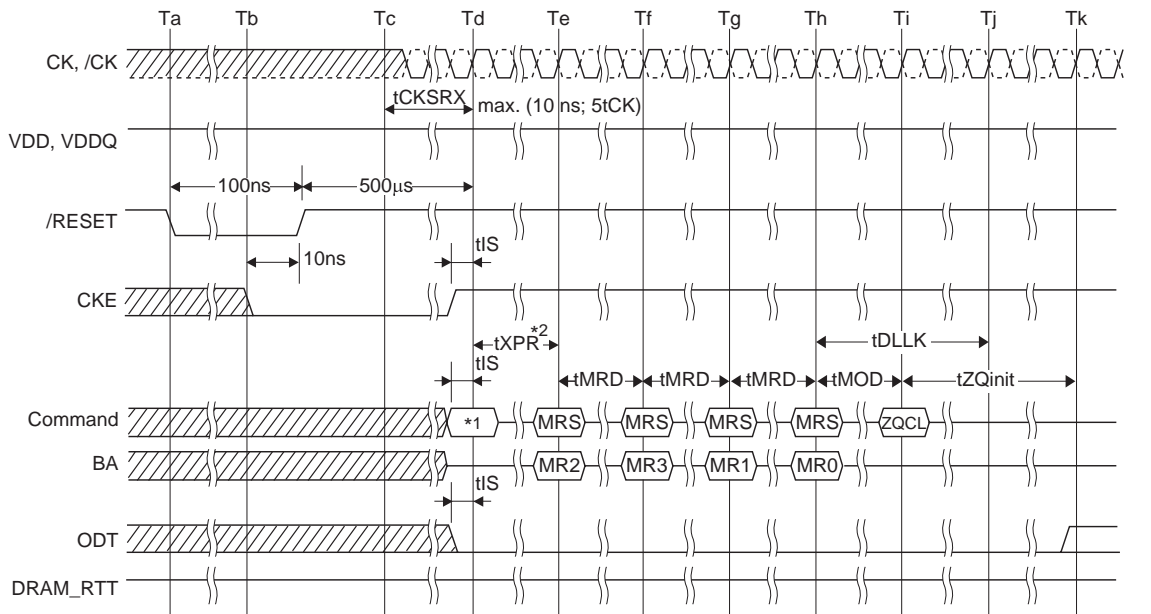 Ta Tb Tc Td Te Tf Tg Th Ti Tj Tk
CK, /CK
tCKSRX max. (10 ns; 5tCK)
VDD, VDDQ
100ns 500μs
/RESET
10ns tIS
CKE
tXPR*2 tDLLK
tIS
tMRD tMRD tMRD tMOD tZQinit
Command *1 MRS MRS MRS MRS ZQCL
BA MR2 MR3 MR1 MR0
tIS
ODT
DRAM_RTT